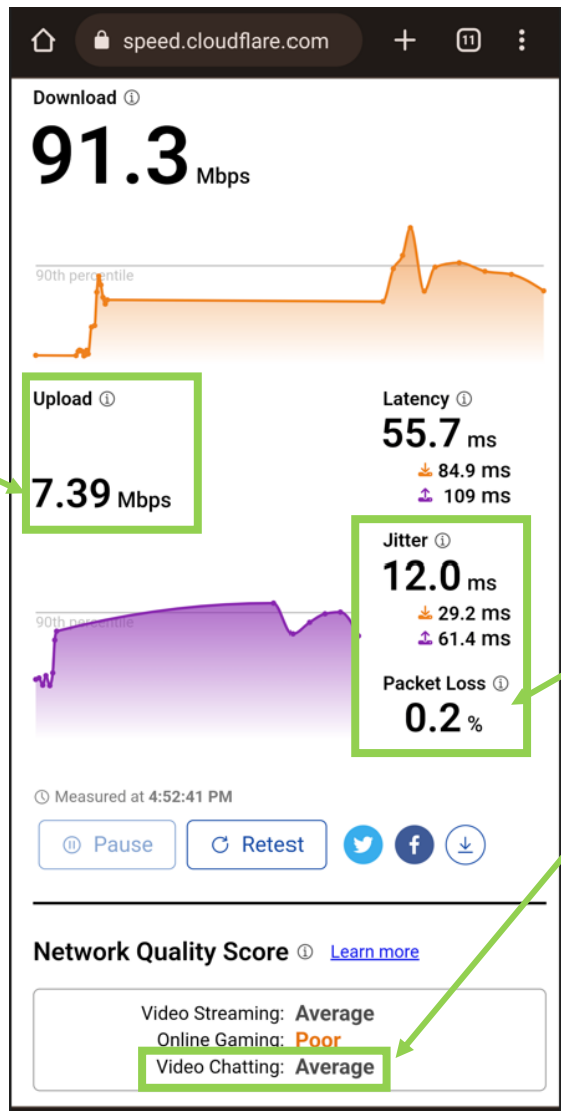 speed.cloudflare.com
11
Download
91.3 Mbps
90th percentile
Upload
7.39 Mbps
Latency
55.7 ms
84.9 ms
109 ms
90th percentile
Jitter
12.0 ms
29.2 ms
61.4 ms
Packet Loss
0.2 %
Measured at 4:52:41 PM
Pause
Retest
Network Quality Score
Learn more
Video Streaming: Average
Online Gaming: Poor
Video Chatting: Average